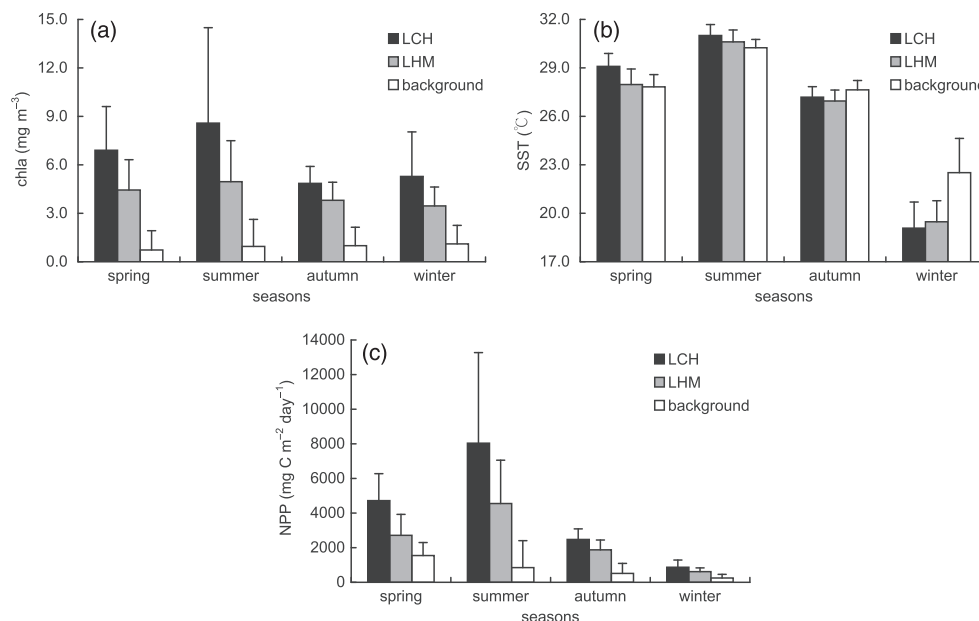 (a)
LCH
LHM
background
chla (mg m⁻³)
15.0
12.0
9.0
6.0
3.0
0.0
spring summer autumn winter
seasons
(b)
LCH
LHM
background
SST (℃)
32.0
29.0
26.0
23.0
20.0
17.0
spring summer autumn winter
seasons
(c)
LCH
LHM
background
NPP (mg C m⁻² day⁻¹)
14000
12000
10000
8000
6000
4000
2000
0
spring summer autumn winter
seasons